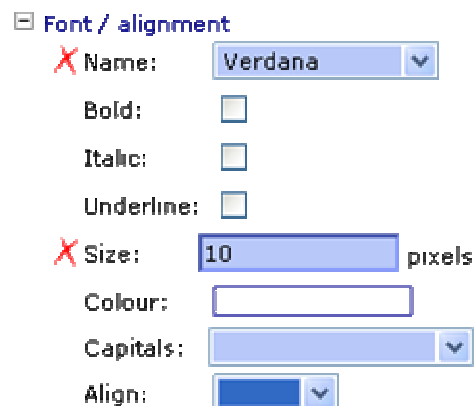 Font / alignment
Name: Verdana
Bold:
Italic:
Underline:
Size: 10 pixels
Colour:
Capitals:
Align: